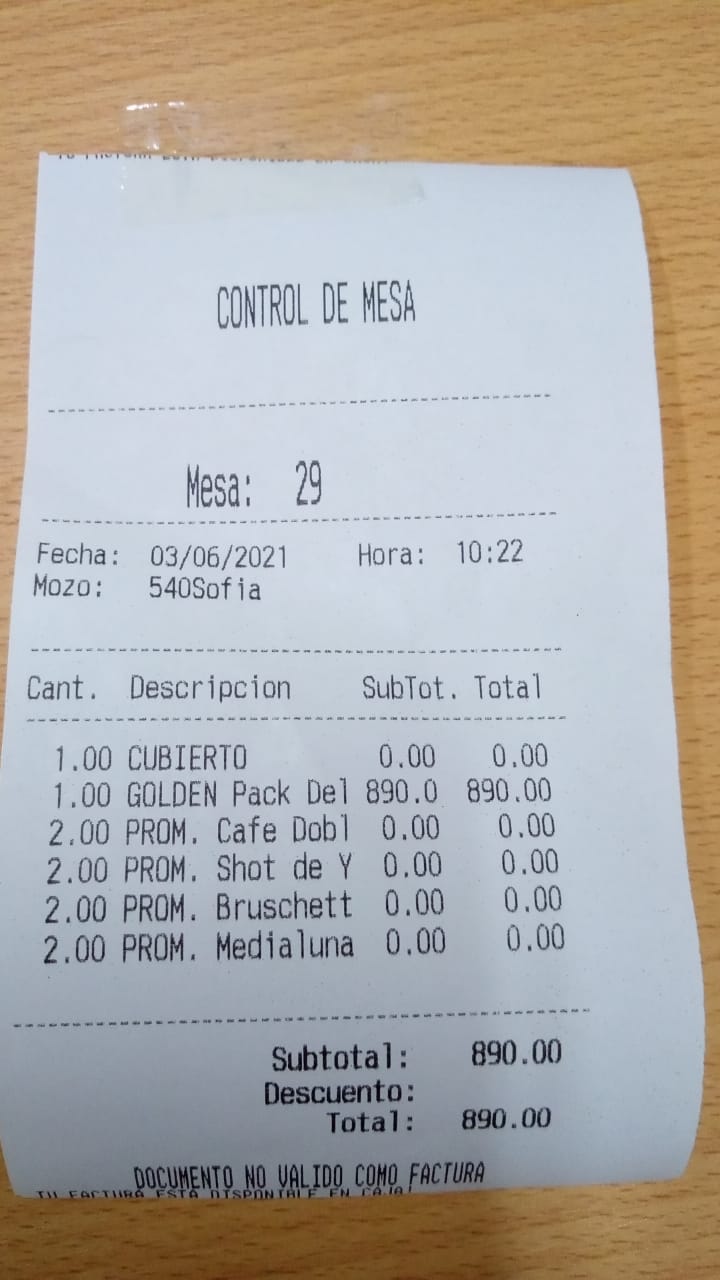 CONTROL DE MESA
Mesa: 29
Fecha: 03/06/2021 Hora: 10:22
Mozo: 540Sofia
Cant. Descripcion SubTot. Total
1.00 CUBIERTO 0.00 0.00
1.00 GOLDEN Pack Del 890.0 890.00
2.00 PROM. Cafe Dobl 0.00 0.00
2.00 PROM. Shot de Y 0.00 0.00
2.00 PROM. Bruschett 0.00 0.00
2.00 PROM. Medialuna 0.00 0.00
Subtotal: 890.00
Descuento:
Total: 890.00
DOCUMENTO NO VALIDO COMO FACTURA
TU FACTURA ESTA DISPONIBLE EN CAJA!